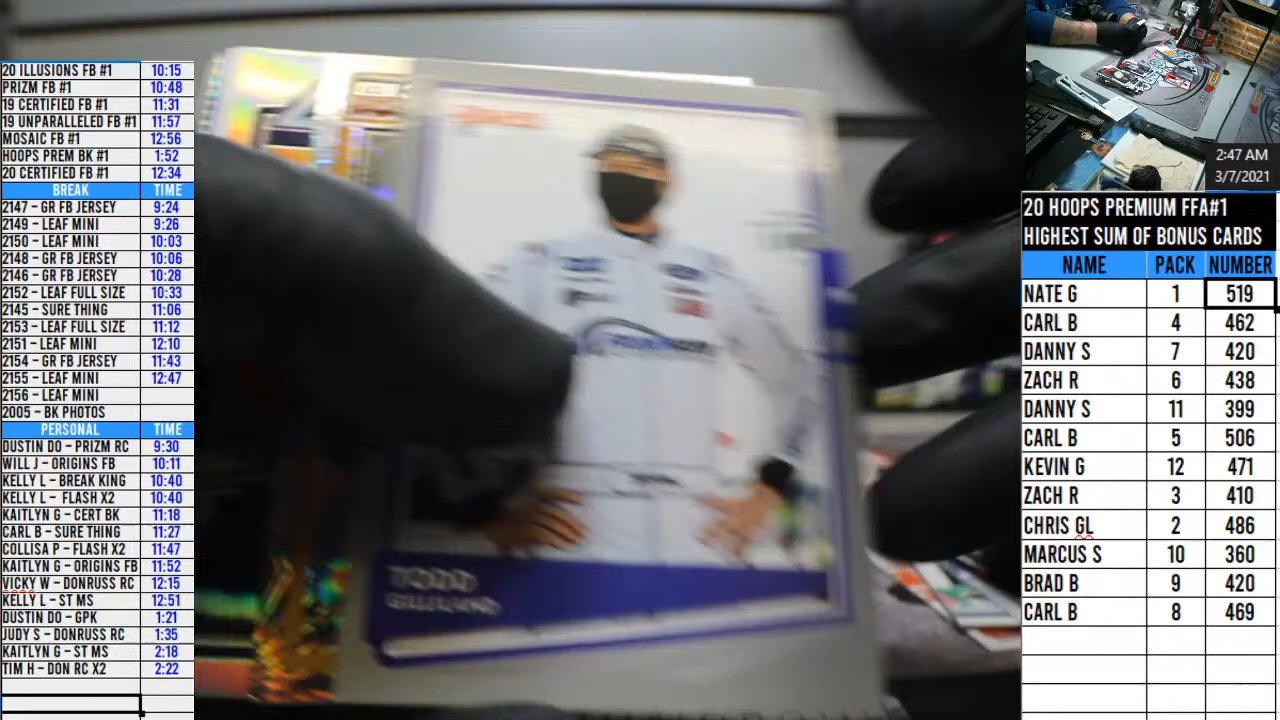 20 ILLUSIONS FB #1 10:15
PRIZM FB #1 10:48
19 CERTIFIED FB #1 11:31
19 UNPARALLELED FB #1 11:57
MOSAIC FB #1 12:56
HOOPS PREM BK #1 1:52
20 CERTIFIED FB #1 12:34
BREAK TIME
2147 – GR FB JERSEY 9:24
2149 – LEAF MINI 9:26
2150 – LEAF MINI 10:03
2148 – GR FB JERSEY 10:06
2146 – GR FB JERSEY 10:28
2152 – LEAF FULL SIZE 10:33
2145 – SURE THING 11:06
2153 – LEAF FULL SIZE 11:12
2151 – LEAF MINI 12:10
2154 – GR FB JERSEY 11:43
2155 – LEAF MINI 12:47
2156 – LEAF MINI
2005 – BK PHOTOS
PERSONAL TIME
DUSTIN DO – PRIZM RC 9:30
WILL J – ORIGINS FB 10:11
KELLY L – BREAK KING 10:40
KELLY L – FLASH X2 10:40
KAITLYN G – CERT BK 11:18
CARL B – SURE THING 11:27
COLLISA P – FLASH X2 11:47
KAITLYN G – ORIGINS FB 11:52
VICKY W – DONRUSS RC 12:15
KELLY L – ST MS 12:51
DUSTIN DO – GPK 1:21
JUDY S – DONRUSS RC 1:35
KAITLYN G – ST MS 2:18
TIM H – DON RC X2 2:22
TODD
GILLILAND
2:47 AM
3/7/2021
20 HOOPS PREMIUM FFA#1
HIGHEST SUM OF BONUS CARDS
NAME PACK NUMBER
NATE G 1 519
CARL B 4 462
DANNY S 7 420
ZACH R 6 438
DANNY S 11 399
CARL B 5 506
KEVIN G 12 471
ZACH R 3 410
CHRIS GL 2 486
MARCUS S 10 360
BRAD B 9 420
CARL B 8 469